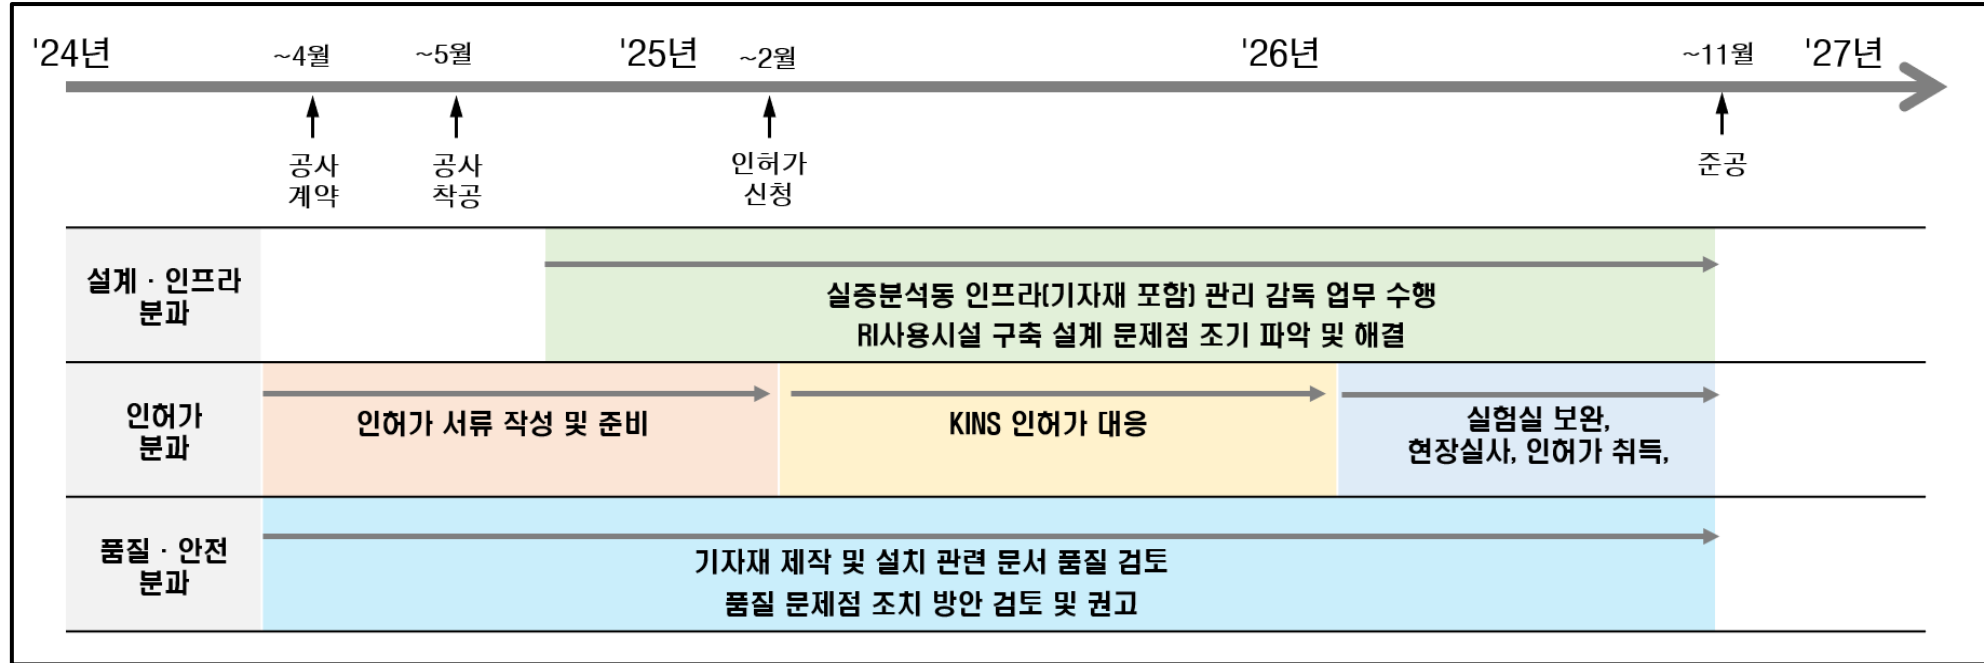 '24년 ~4월 ~5월 '25년 ~2월 '26년 ~11월 '27년
공사
계약
공사
착공
인허가
신청
준공
설계 · 인프라
분과
실증분석동 인프라(기자재 포함) 관리 감독 업무 수행
RI사용시설 구축 설계 문제점 조기 파악 및 해결
인허가
분과
인허가 서류 작성 및 준비
KINS 인허가 대응
실험실 보완,
현장실사, 인허가 취득,
품질 · 안전
분과
기자재 제작 및 설치 관련 문서 품질 검토
품질 문제점 조치 방안 검토 및 권고